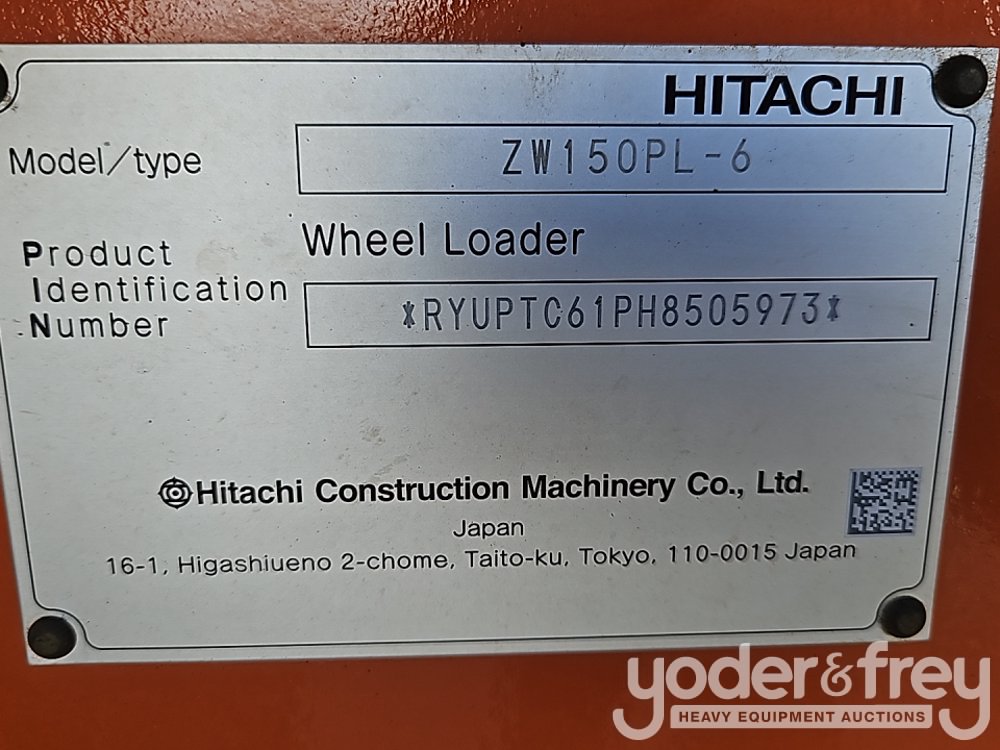 HITACHI
Model/type ZW150PL-6
Wheel Loader
Product
Identification
Number
*RYUPTC61PH8505973*
Hitachi Construction Machinery Co., Ltd.
Japan
16-1, Higashiueno 2-chome, Taito-ku, Tokyo, 110-0015 Japan
yoder&frey
HEAVY EQUIPMENT AUCTIONS